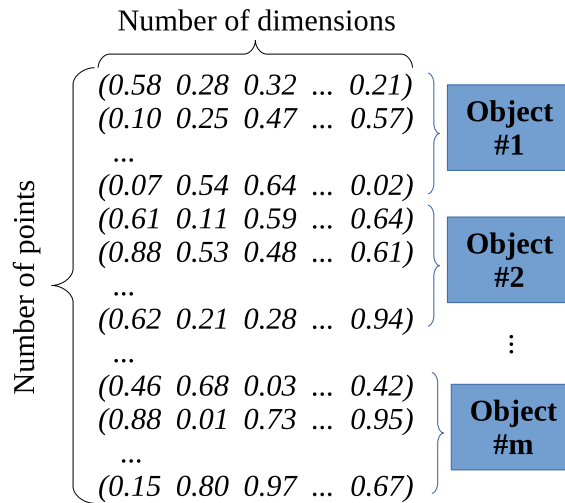 Number of dimensions
Number of points
(0.58 0.28 0.32 ... 0.21)
(0.10 0.25 0.47 ... 0.57)
...
(0.07 0.54 0.64 ... 0.02)
Object
#1
(0.61 0.11 0.59 ... 0.64)
(0.88 0.53 0.48 ... 0.61)
...
(0.62 0.21 0.28 ... 0.94)
Object
#2
...
⋮
(0.46 0.68 0.03 ... 0.42)
(0.88 0.01 0.73 ... 0.95)
...
(0.15 0.80 0.97 ... 0.67)
Object
#m